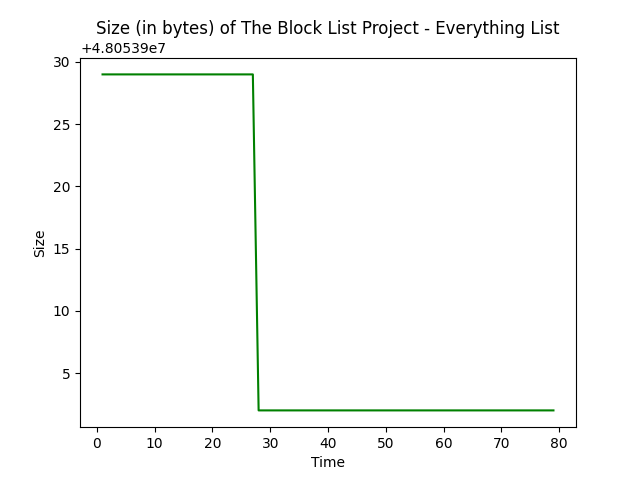 Size (in bytes) of The Block List Project - Everything List
+4.80539e7
30
25
20
15
10
5
Size
0 10 20 30 40 50 60 70 80
Time